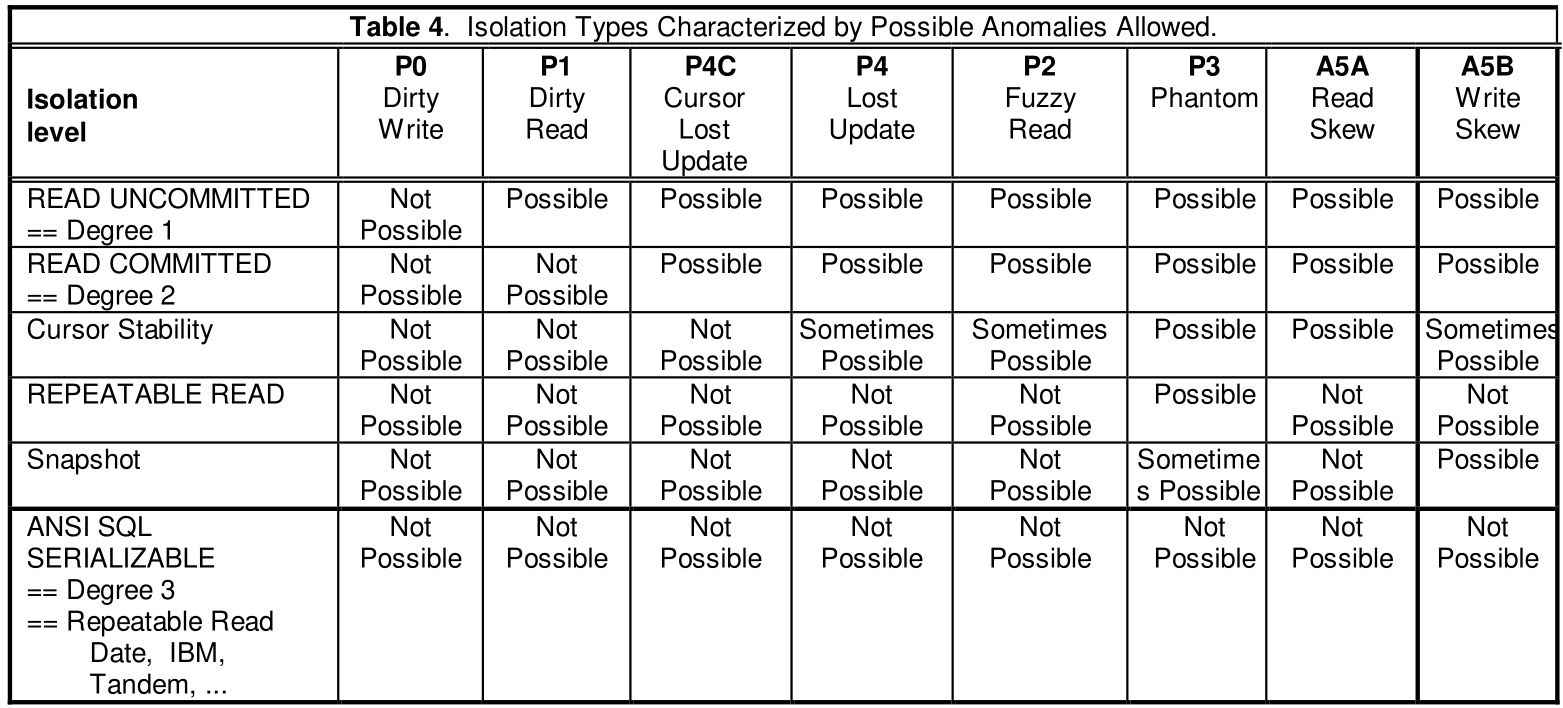 Table 4. Isolation Types Characterized by Possible Anomalies Allowed.
Isolation
level
P0
Dirty
Write
P1
Dirty
Read
P4C
Cursor
Lost
Update
P4
Lost
Update
P2
Fuzzy
Read
P3
Phantom
A5A
Read
Skew
A5B
Write
Skew
READ UNCOMMITTED
== Degree 1
Not
Possible
Possible
Possible
Possible
Possible
Possible
Possible
Possible
READ COMMITTED
== Degree 2
Not
Possible
Not
Possible
Possible
Possible
Possible
Possible
Possible
Possible
Cursor Stability
Not
Possible
Not
Possible
Not
Possible
Sometimes
Possible
Sometimes
Possible
Possible
Possible
Sometimes
Possible
REPEATABLE READ
Not
Possible
Not
Possible
Not
Possible
Not
Possible
Not
Possible
Possible
Not
Possible
Not
Possible
Snapshot
Not
Possible
Not
Possible
Not
Possible
Not
Possible
Not
Possible
Sometime
s Possible
Not
Possible
Possible
ANSI SQL
SERIALIZABLE
== Degree 3
== Repeatable Read
Date, IBM,
Tandem, ...
Not
Possible
Not
Possible
Not
Possible
Not
Possible
Not
Possible
Not
Possible
Not
Possible
Not
Possible